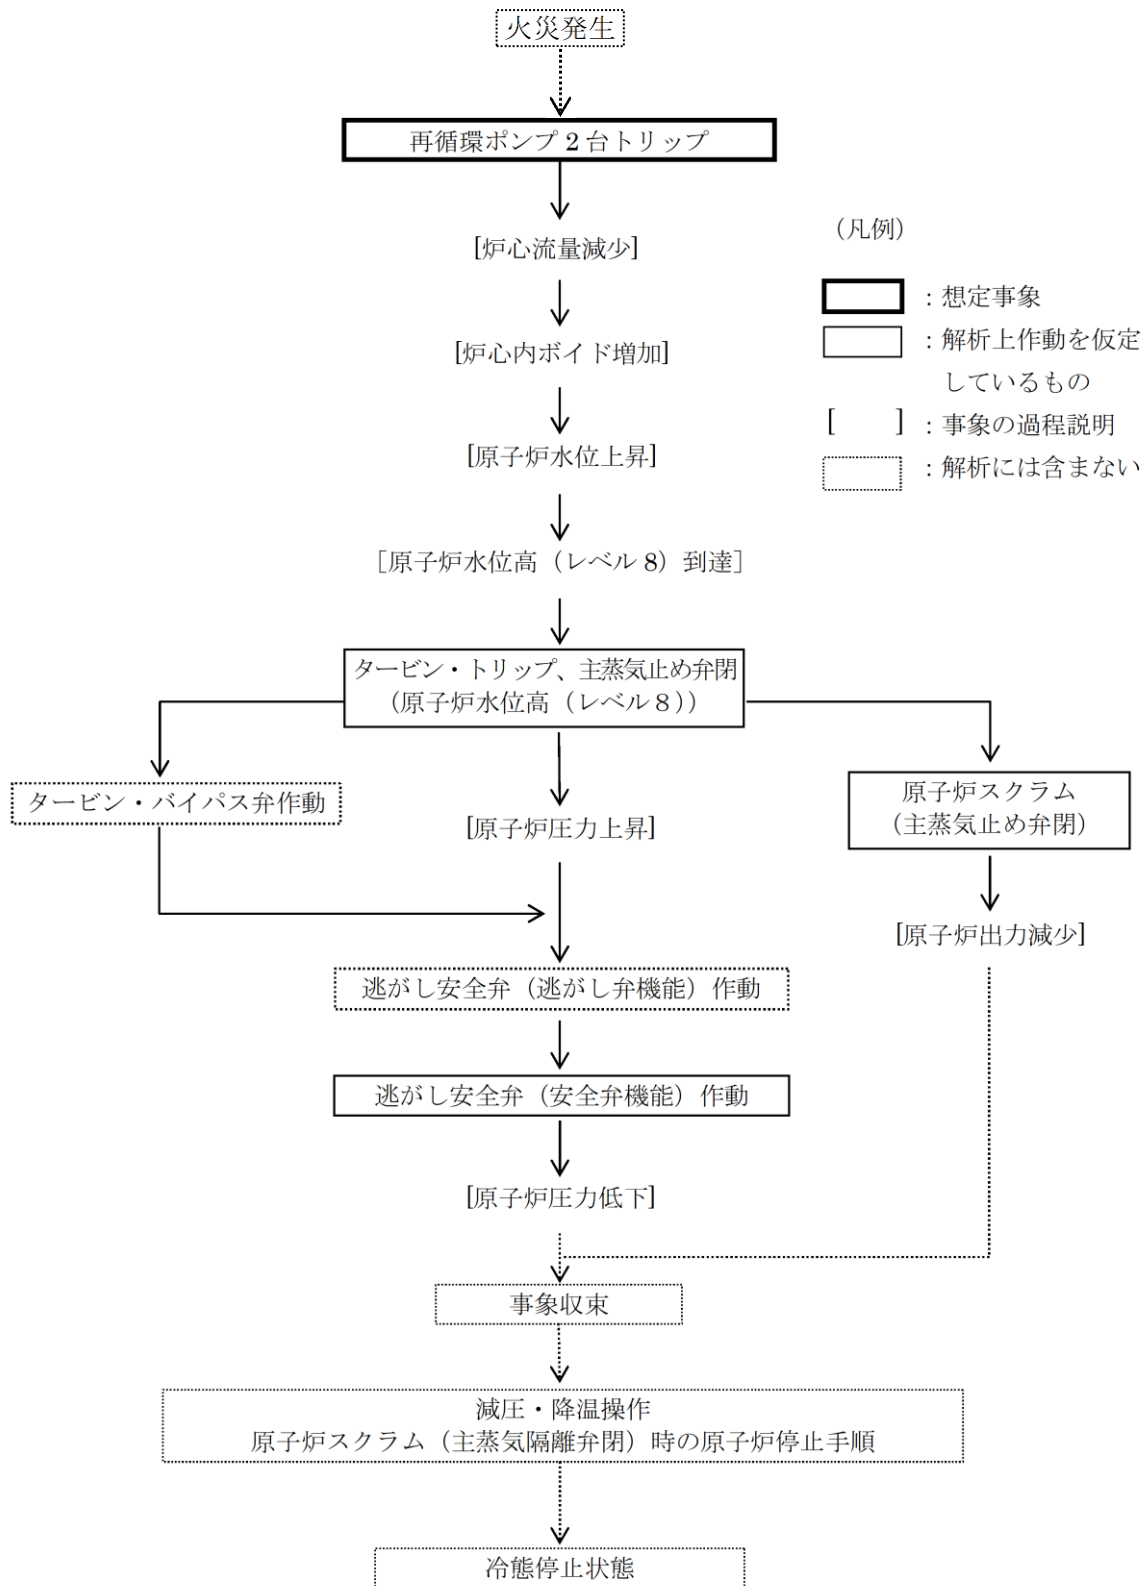 火災発生
再循環ポンプ 2 台トリップ
[炉心流量減少]
[炉心内ボイド増加]
[原子炉水位上昇]
［原子炉水位高（レベル 8）到達］
（凡例）
：想定事象
：解析上作動を仮定
しているもの
[ ] ：事象の過程説明
：解析には含まない
タービン・トリップ、主蒸気止め弁閉
（原子炉水位高（レベル８））
タービン・バイパス弁作動
[原子炉圧力上昇]
原子炉スクラム
（主蒸気止め弁閉）
[原子炉出力減少]
逃がし安全弁（逃がし弁機能）作動
逃がし安全弁（安全弁機能）作動
[原子炉圧力低下]
事象収束
減圧・降温操作
原子炉スクラム（主蒸気隔離弁閉）時の原子炉停止手順
冷態停止状態